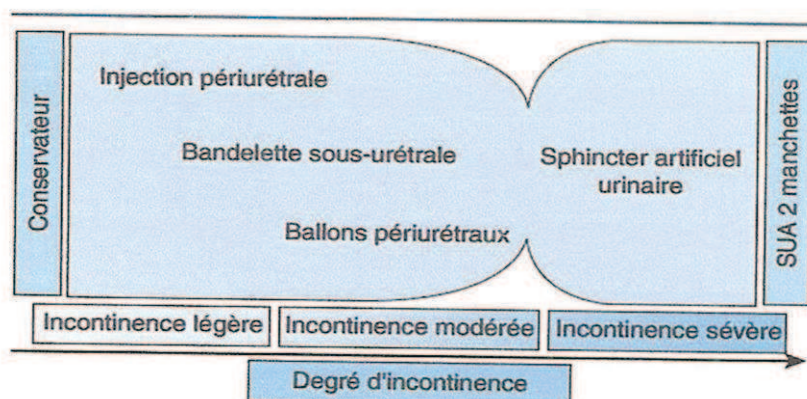 Conservateur
Injection périurétrale
Bandelette sous-urétrale
Ballons périurétraux
Sphincter artificiel
urinaire
SUA 2 manchettes
Incontinence légère
Incontinence modérée
Incontinence sévère
Degré d'incontinence